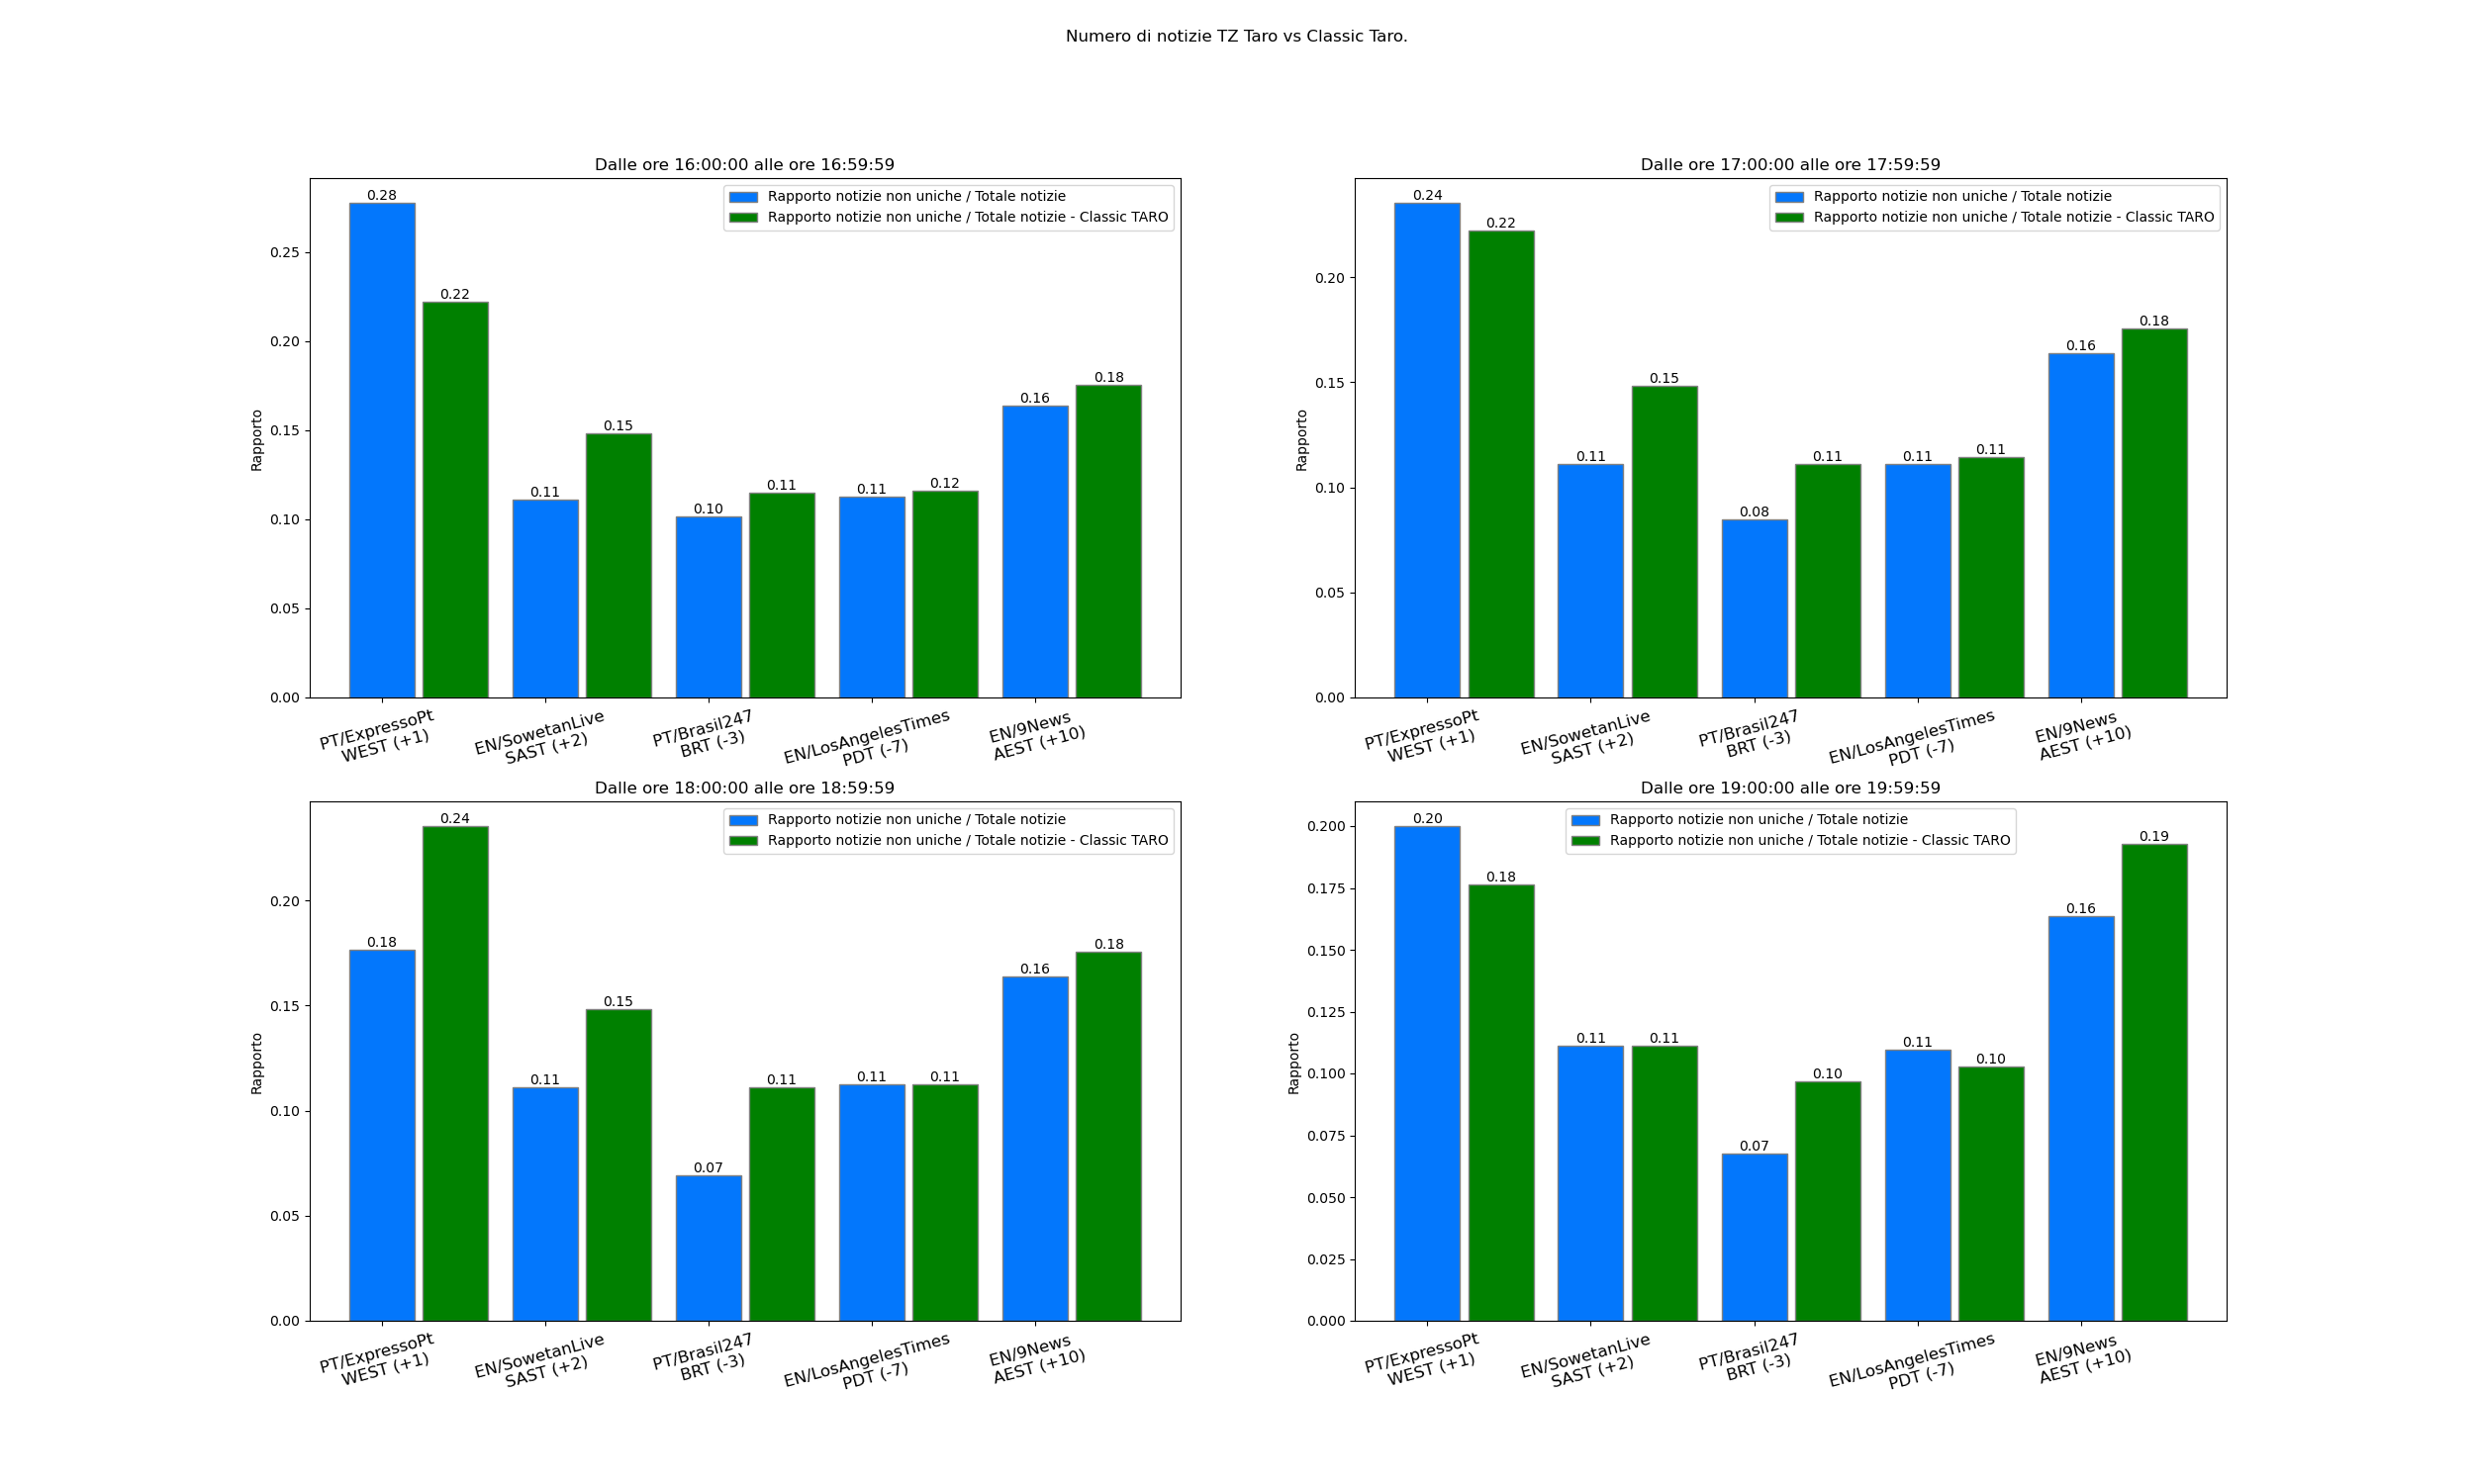 Numero di notizie TZ Taro vs Classic Taro.
Dalle ore 16:00:00 alle ore 16:59:59
Rapporto notizie non uniche / Totale notizie
Rapporto notizie non uniche / Totale notizie - Classic TARO
Rapporto
0.25
0.20
0.15
0.10
0.05
0.00
0.28
0.22
0.11
0.15
0.10
0.11
0.11
0.12
0.16
0.18
PT/ExpressoPt
WEST (+1)
EN/SowetanLive
SAST (+2)
PT/Brasil247
BRT (-3)
EN/LosAngelesTimes
PDT (-7)
EN/9News
AEST (+10)
Dalle ore 17:00:00 alle ore 17:59:59
Rapporto notizie non uniche / Totale notizie
Rapporto notizie non uniche / Totale notizie - Classic TARO
Rapporto
0.20
0.15
0.10
0.05
0.00
0.24
0.22
0.11
0.15
0.08
0.11
0.11
0.11
0.16
0.18
PT/ExpressoPt
WEST (+1)
EN/SowetanLive
SAST (+2)
PT/Brasil247
BRT (-3)
EN/LosAngelesTimes
PDT (-7)
EN/9News
AEST (+10)
Dalle ore 18:00:00 alle ore 18:59:59
Rapporto notizie non uniche / Totale notizie
Rapporto notizie non uniche / Totale notizie - Classic TARO
Rapporto
0.20
0.15
0.10
0.05
0.00
0.18
0.24
0.11
0.15
0.07
0.11
0.11
0.11
0.16
0.18
PT/ExpressoPt
WEST (+1)
EN/SowetanLive
SAST (+2)
PT/Brasil247
BRT (-3)
EN/LosAngelesTimes
PDT (-7)
EN/9News
AEST (+10)
Dalle ore 19:00:00 alle ore 19:59:59
Rapporto notizie non uniche / Totale notizie
Rapporto notizie non uniche / Totale notizie - Classic TARO
Rapporto
0.200
0.175
0.150
0.125
0.100
0.075
0.050
0.025
0.000
0.20
0.18
0.11
0.11
0.07
0.10
0.11
0.10
0.16
0.19
PT/ExpressoPt
WEST (+1)
EN/SowetanLive
SAST (+2)
PT/Brasil247
BRT (-3)
EN/LosAngelesTimes
PDT (-7)
EN/9News
AEST (+10)